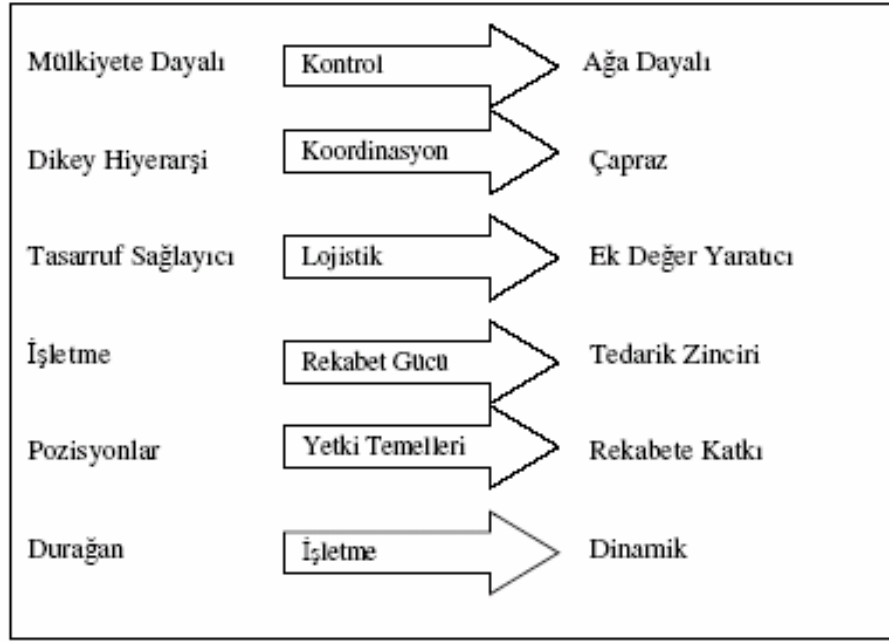 Mülkiyete Dayalı Kontrol Ağa Dayalı
Dikey Hiyerarşi Koordinasyon Çapraz
Tasarruf Sağlayıcı Lojistik Ek Değer Yaratıcı
İşletme Rekabet Gücü Tedarik Zinciri
Pozisyonlar Yetki Temelleri Rekabete Katkı
Durağan İşletme Dinamik